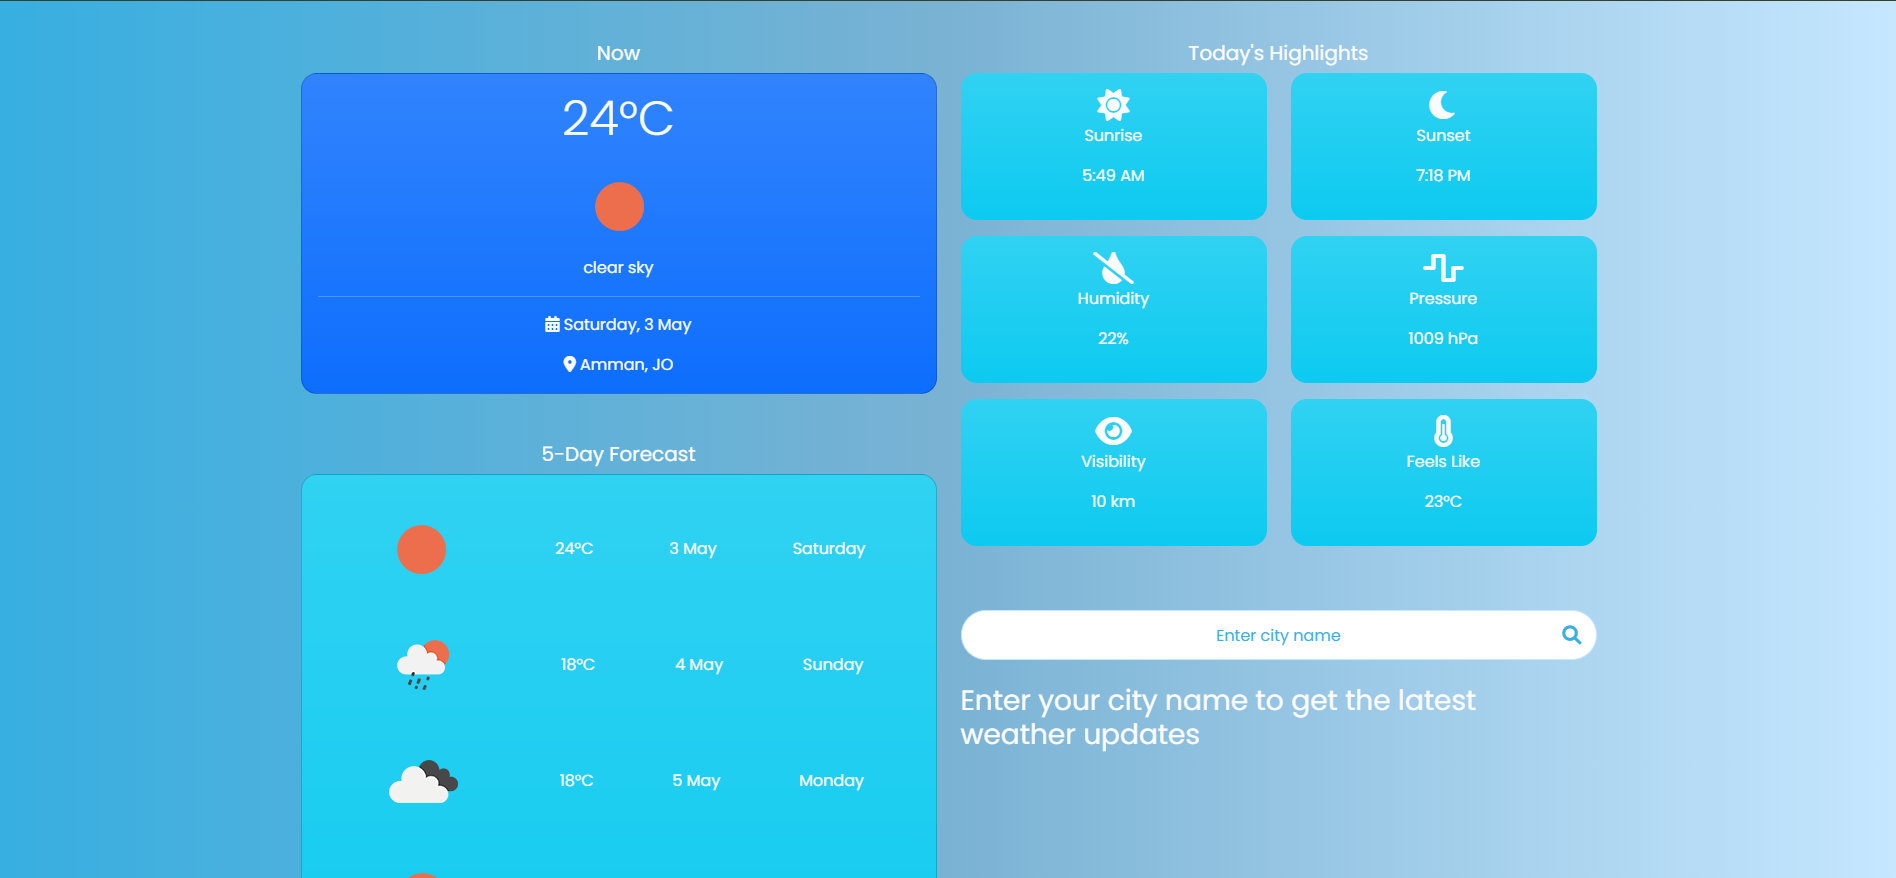 Now
24°C
clear sky
Saturday, 3 May
Amman, JO
5-Day Forecast
24°C 3 May Saturday
18°C 4 May Sunday
18°C 5 May Monday
Today's Highlights
Sunrise
5:49 AM
Sunset
7:18 PM
Humidity
22%
Pressure
1009 hPa
Visibility
10 km
Feels Like
23°C
Enter city name
Enter your city name to get the latest
weather updates